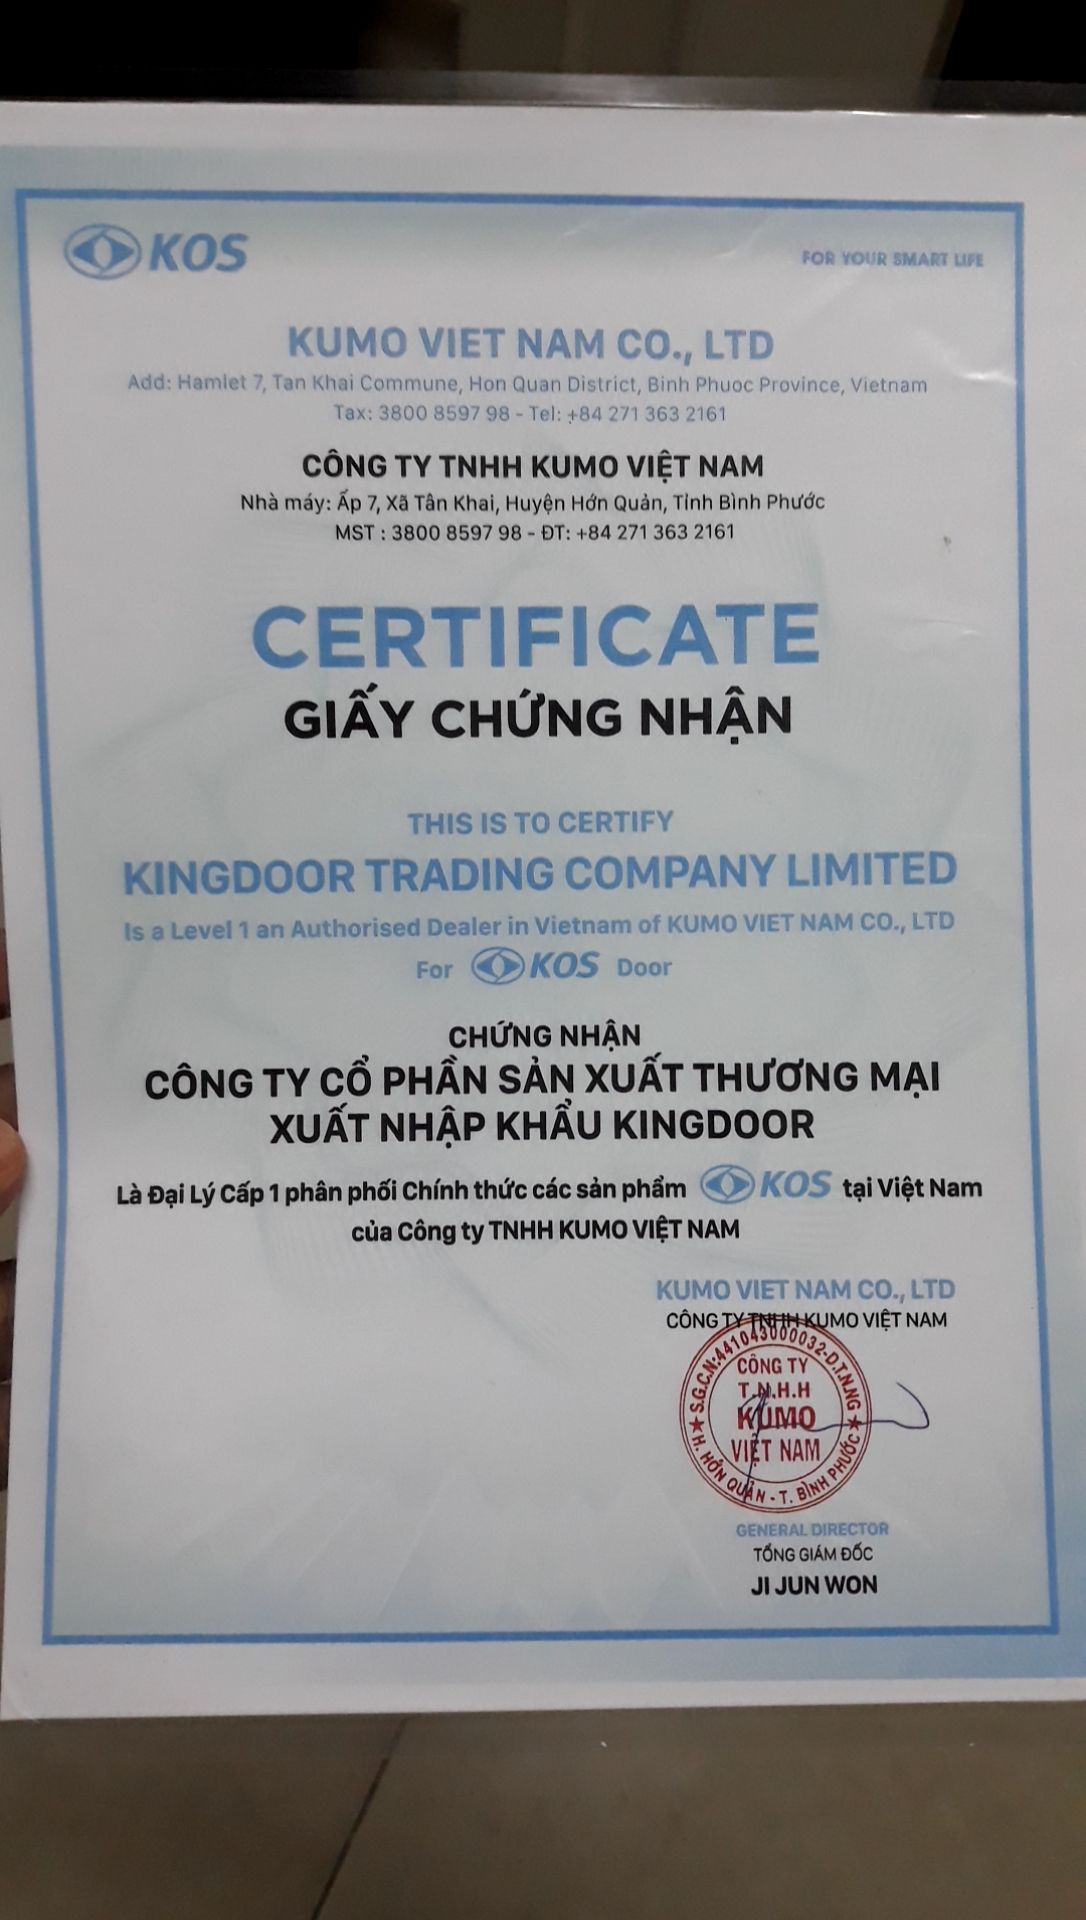 KOS
FOR YOUR SMART LIFE
KUMO VIET NAM CO., LTD
Add: Hamlet 7, Tan Khai Commune, Hon Quan District, Binh Phuoc Province, Vietnam
Tax: 3800 8597 98 - Tel: +84 271 363 2161
CÔNG TY TNHH KUMO VIỆT NAM
Nhà máy: Ấp 7, Xã Tân Khai, Huyện Hớn Quản, Tỉnh Bình Phước
MST : 3800 8597 98 - ĐT: +84 271 363 2161
CERTIFICATE
GIẤY CHỨNG NHẬN
THIS IS TO CERTIFY
KINGDOOR TRADING COMPANY LIMITED
Is a Level 1 an Authorised Dealer in Vietnam of KUMO VIET NAM CO., LTD
For KOS Door
CHỨNG NHẬN
CÔNG TY CỔ PHẦN SẢN XUẤT THƯƠNG MẠI
XUẤT NHẬP KHẨU KINGDOOR
Là Đại Lý Cấp 1 phân phối Chính thức các sản phẩm KOS tại Việt Nam
của Công ty TNHH KUMO VIỆT NAM
KUMO VIET NAM CO., LTD
CÔNG TY TNHH KUMO VIỆT NAM
S.G.C.N:441043000032-D.T.N.NG
CÔNG TY
T.N.H.H
KUMO
VIỆT NAM
H. HỚN QUẢN - T. BÌNH PHƯỚC
GENERAL DIRECTOR
TỔNG GIÁM ĐỐC
JI JUN WON